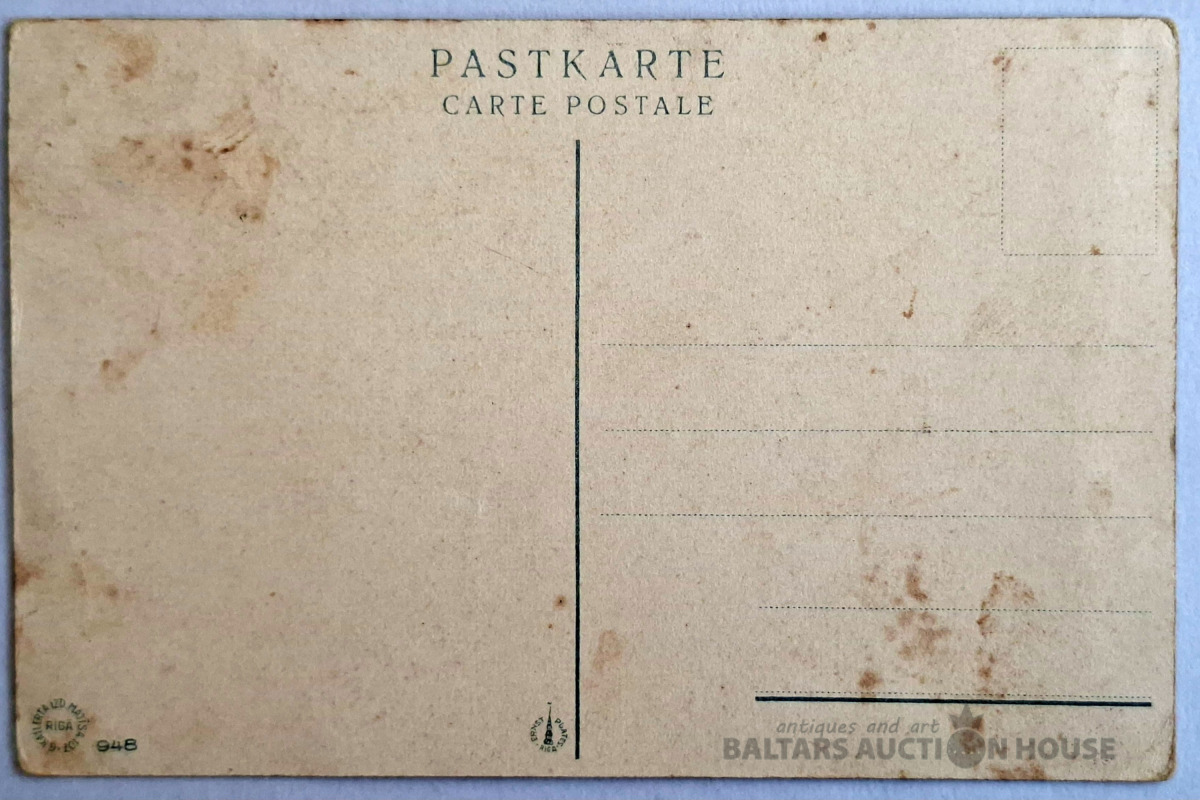 PASTKARTE
CARTE POSTALE
RIGA
948
RIGA
antiques and art
BALTARS AUCTION HOUSE